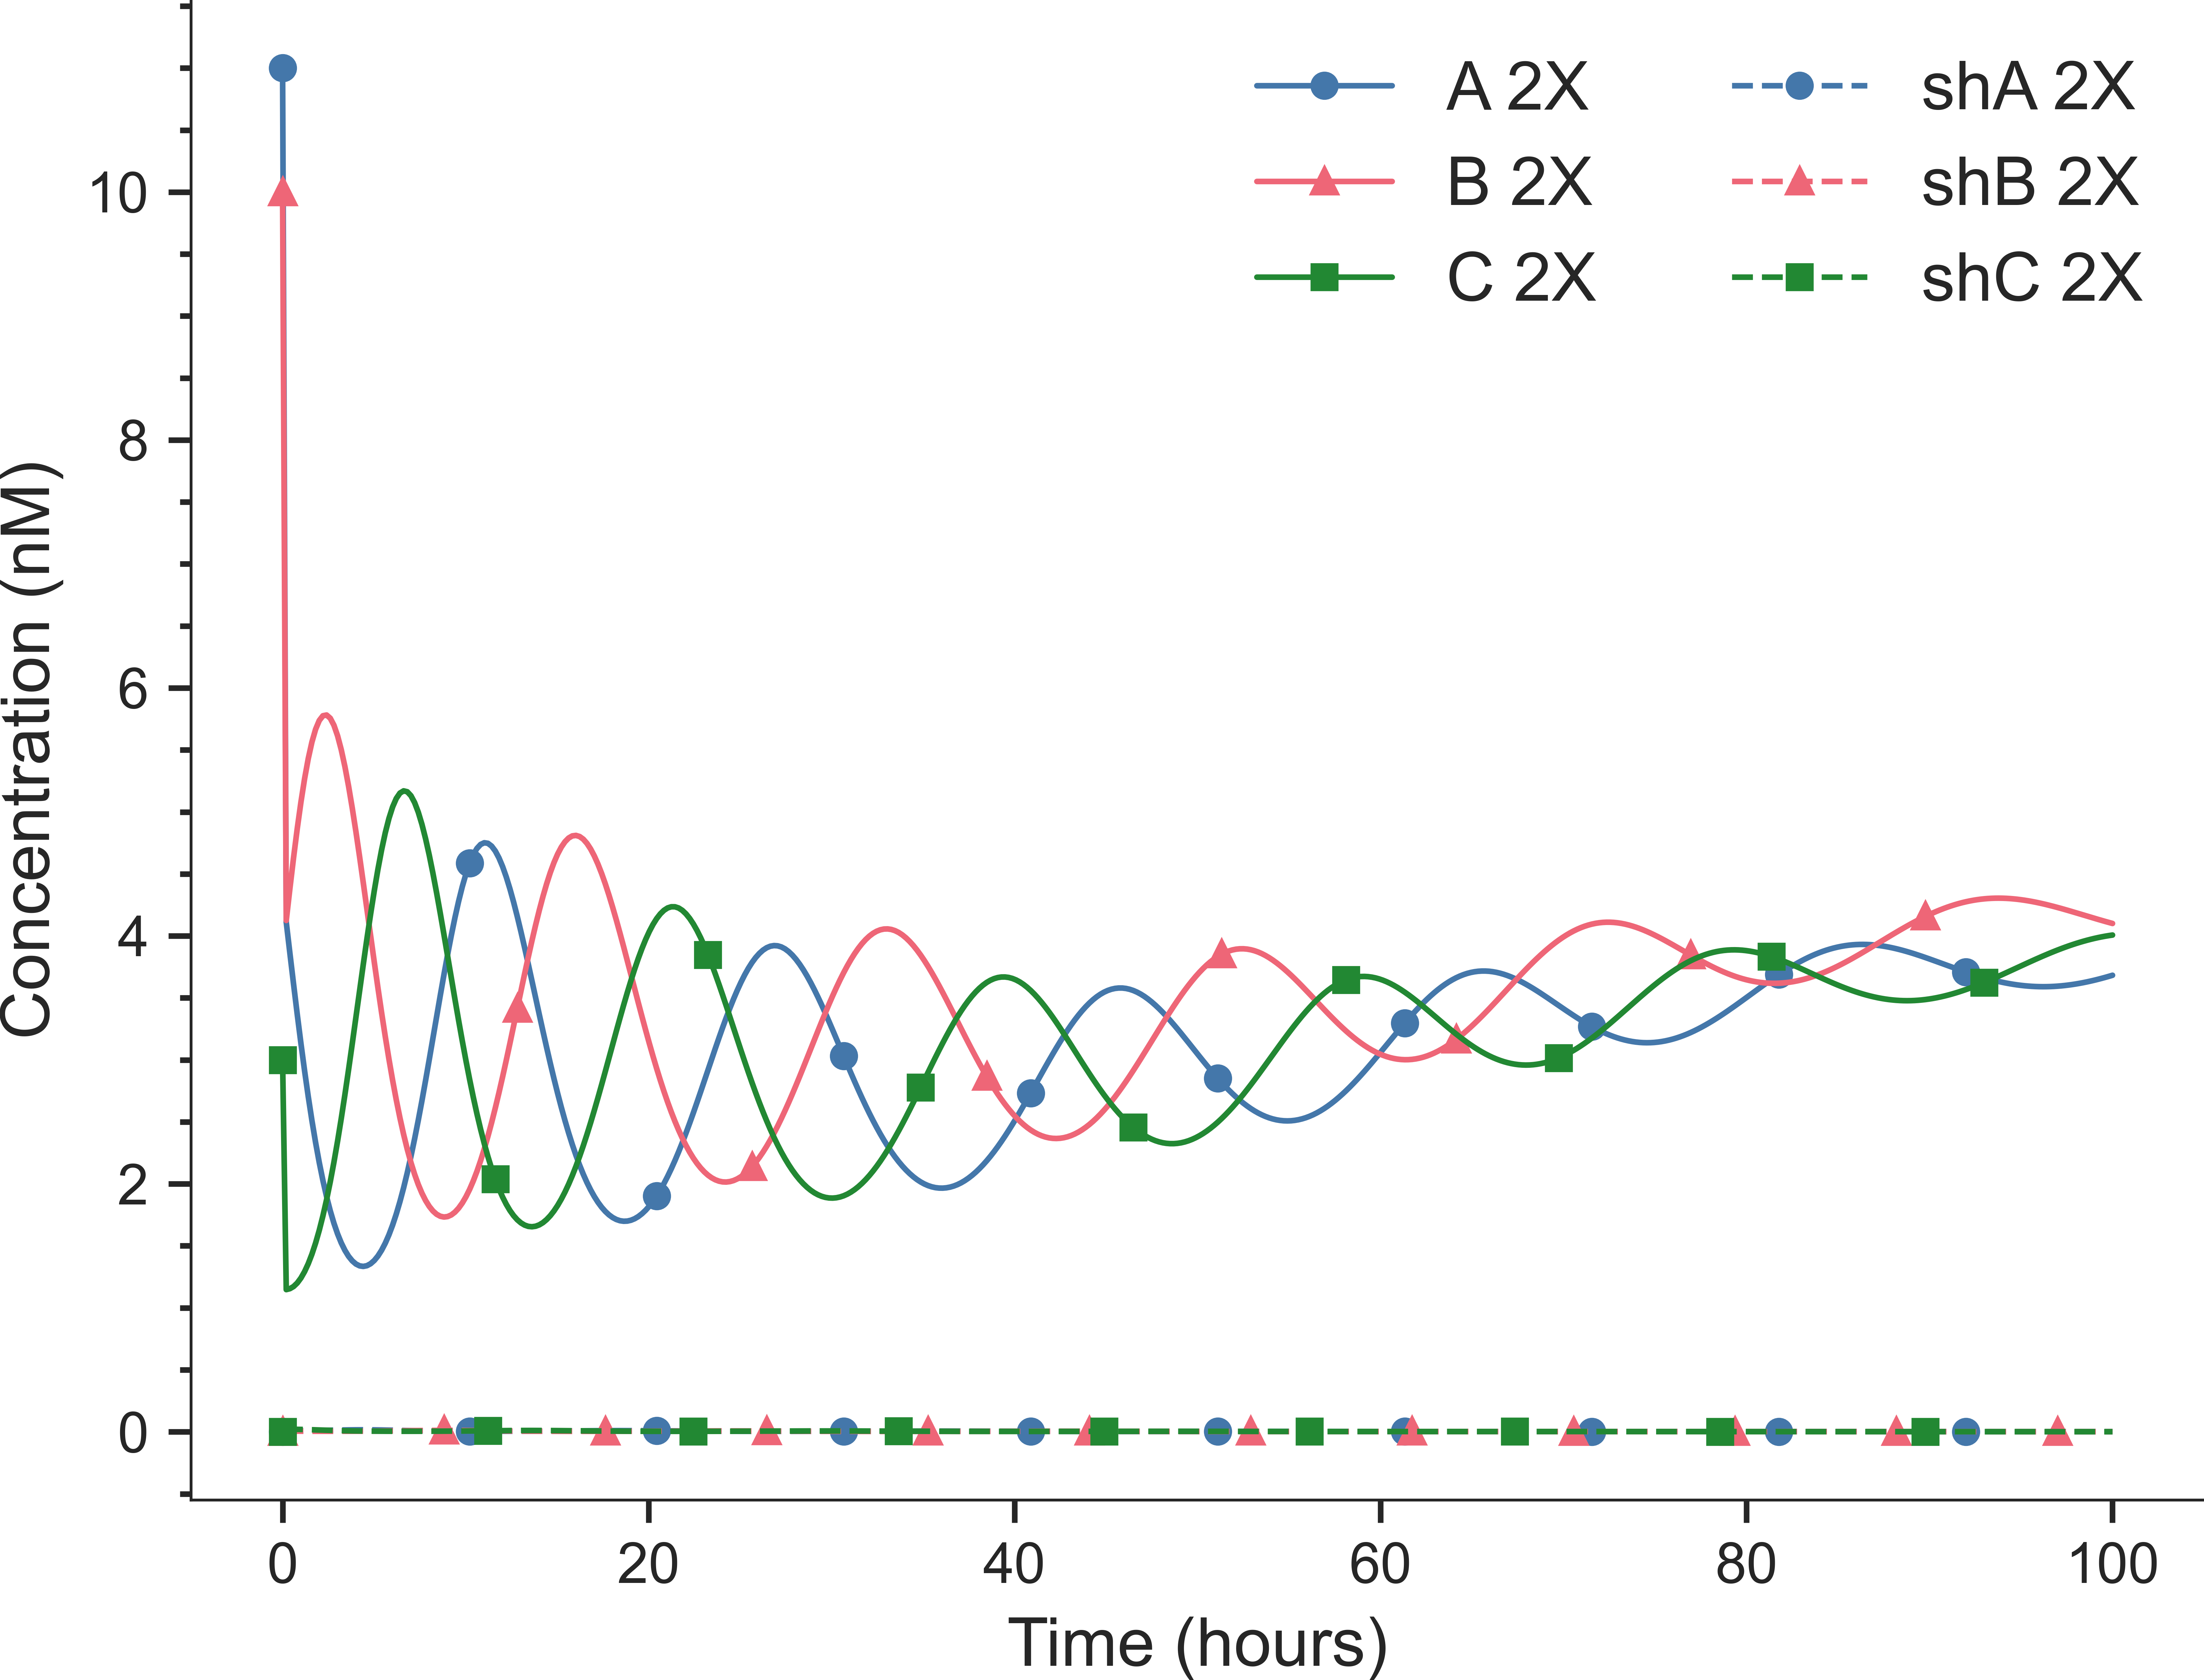 A 2X
shA 2X
B 2X
shB 2X
C 2X
shC 2X
Concentration (nM)
10
8
6
4
2
0
0
20
40
60
80
100
Time (hours)